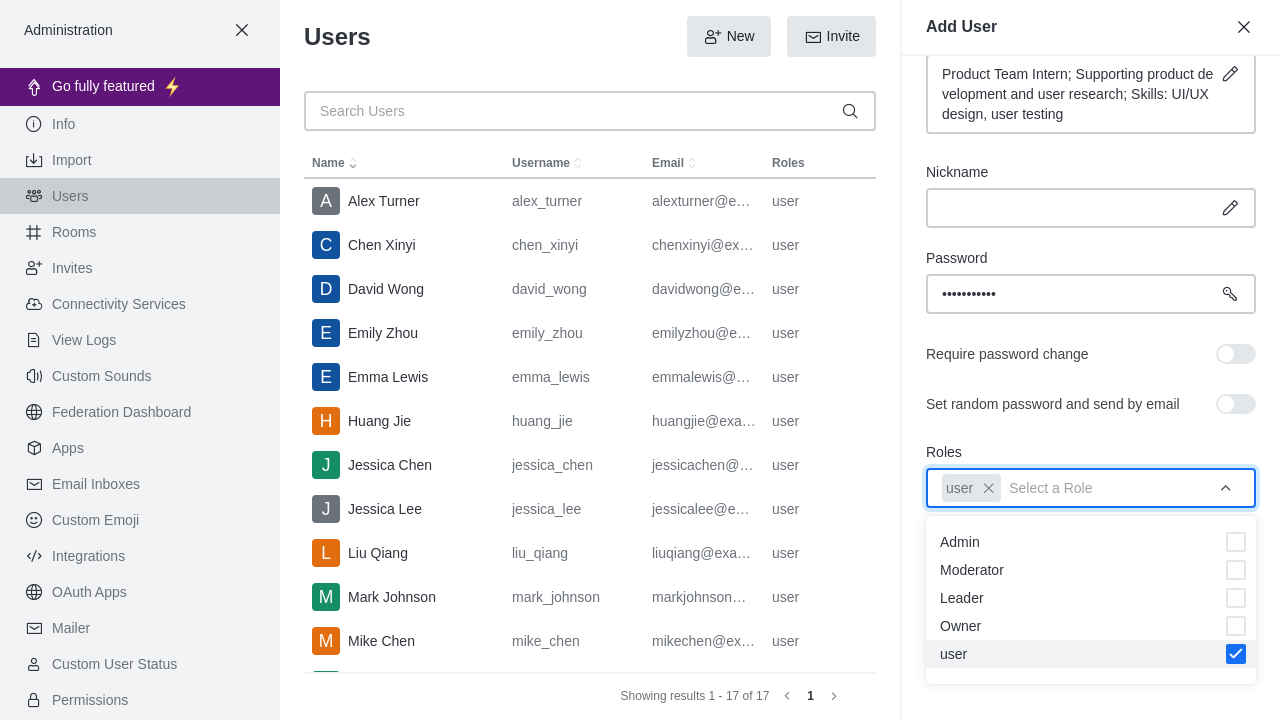 Administration
Go fully featured
Info
Import
Users
Rooms
Invites
Connectivity Services
View Logs
Custom Sounds
Federation Dashboard
Apps
Email Inboxes
Custom Emoji
Integrations
OAuth Apps
Mailer
Custom User Status
Permissions
Users
New
Invite
Search Users
Name Username Email Roles
A Alex Turner alex_turner alexturner@e… user
C Chen Xinyi chen_xinyi chenxinyi@ex… user
D David Wong david_wong davidwong@e… user
E Emily Zhou emily_zhou emilyzhou@e… user
E Emma Lewis emma_lewis emmalewis@… user
H Huang Jie huang_jie huangjie@exa… user
J Jessica Chen jessica_chen jessicachen@… user
J Jessica Lee jessica_lee jessicalee@e… user
L Liu Qiang liu_qiang liuqiang@exa… user
M Mark Johnson mark_johnson markjohnson… user
M Mike Chen mike_chen mikechen@ex… user
Showing results 1 - 17 of 17 1
Add User
Product Team Intern; Supporting product de
velopment and user research; Skills: UI/UX
design, user testing
Nickname
Password
•••••••••••
Require password change
Set random password and send by email
Roles
user Select a Role
Admin
Moderator
Leader
Owner
user